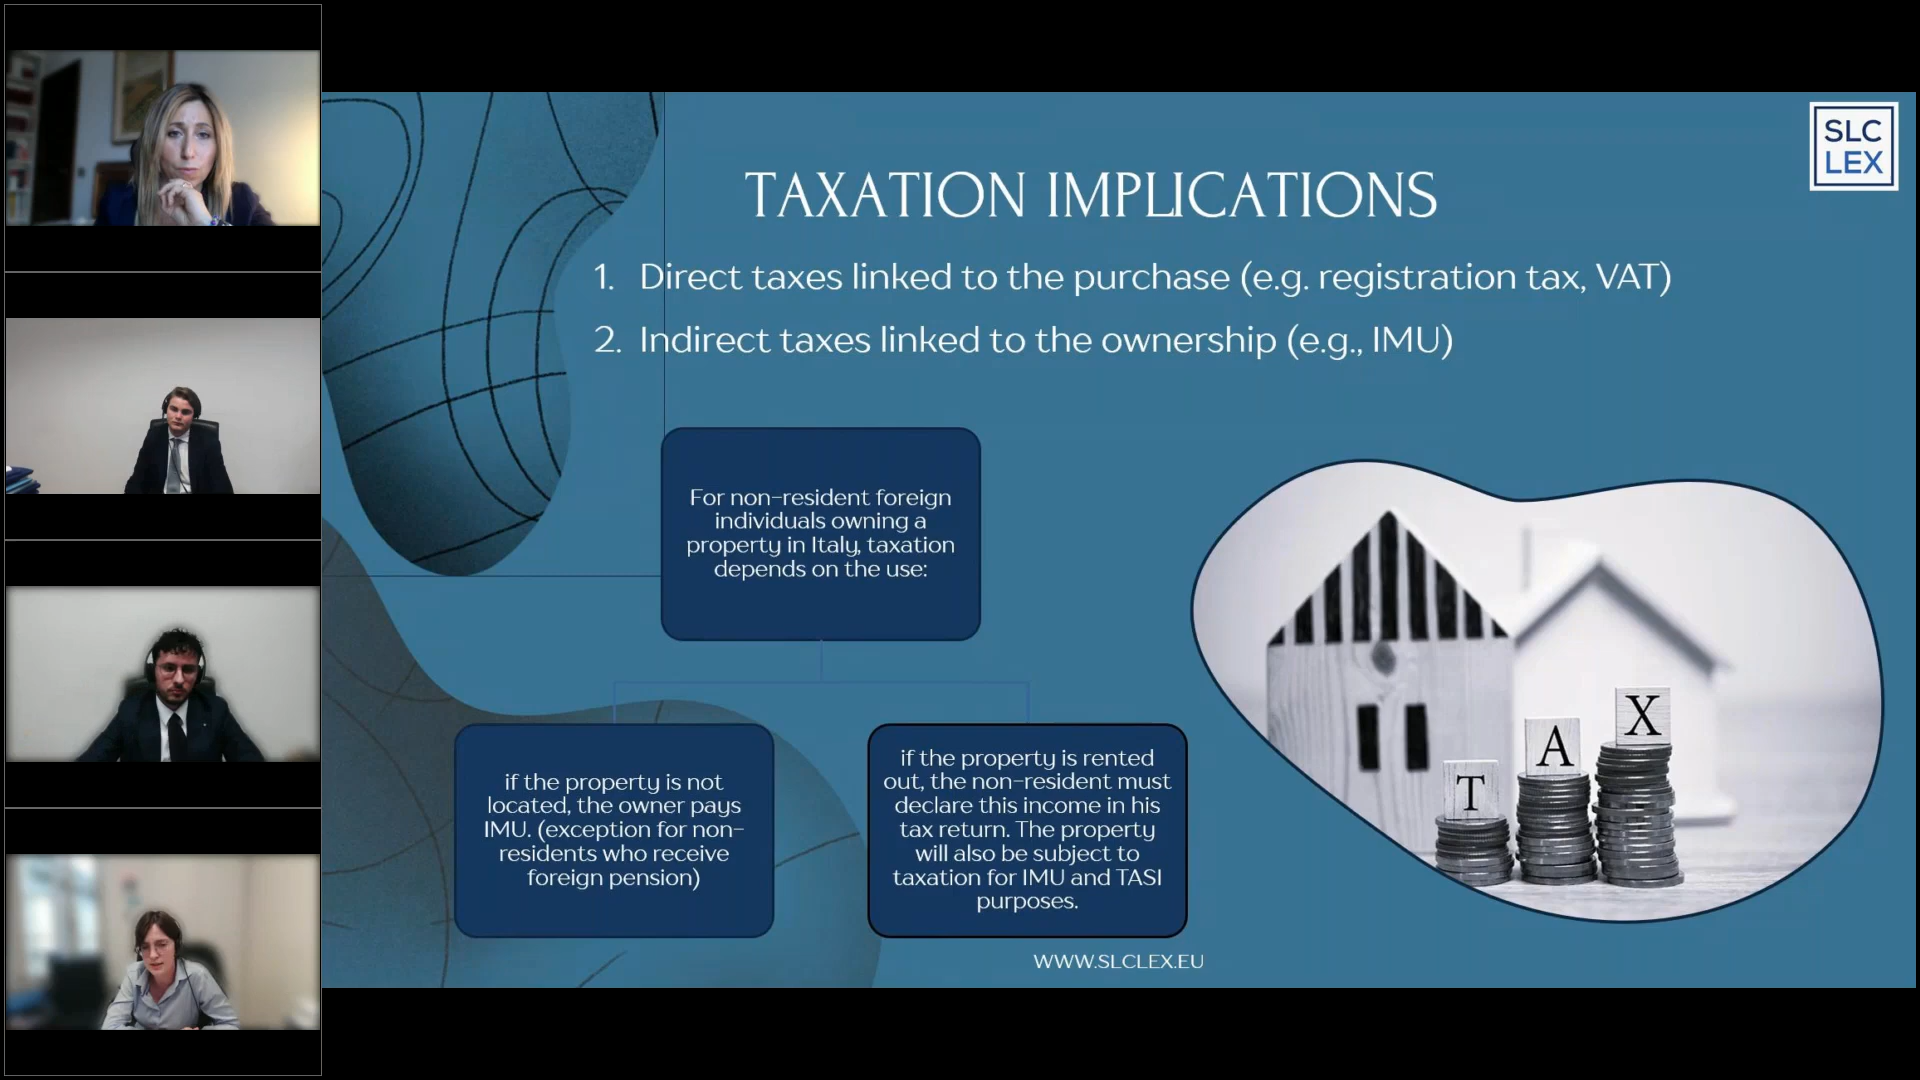 SLC
LEX
TAXATION IMPLICATIONS
1. Direct taxes linked to the purchase (e.g. registration tax, VAT)
2. Indirect taxes linked to the ownership (e.g., IMU)
For non-resident foreign
individuals owning a
property in Italy, taxation
depends on the use:
if the property is not
located, the owner pays
IMU. (exception for non-
residents who receive
foreign pension)
if the property is rented
out, the non-resident must
declare this income in his
tax return. The property
will also be subject to
taxation for IMU and TASI
purposes.
T A X
WWW.SLCLEX.EU